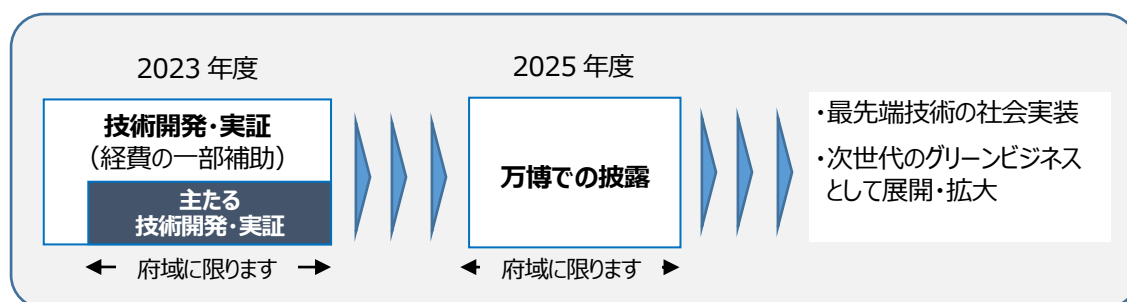 2023 年度
技術開発・実証
(経費の一部補助)
主たる
技術開発・実証
府域に限ります
2025 年度
万博での披露
府域に限ります
・最先端技術の社会実装
・次世代のグリーンビジネス
として展開・拡大